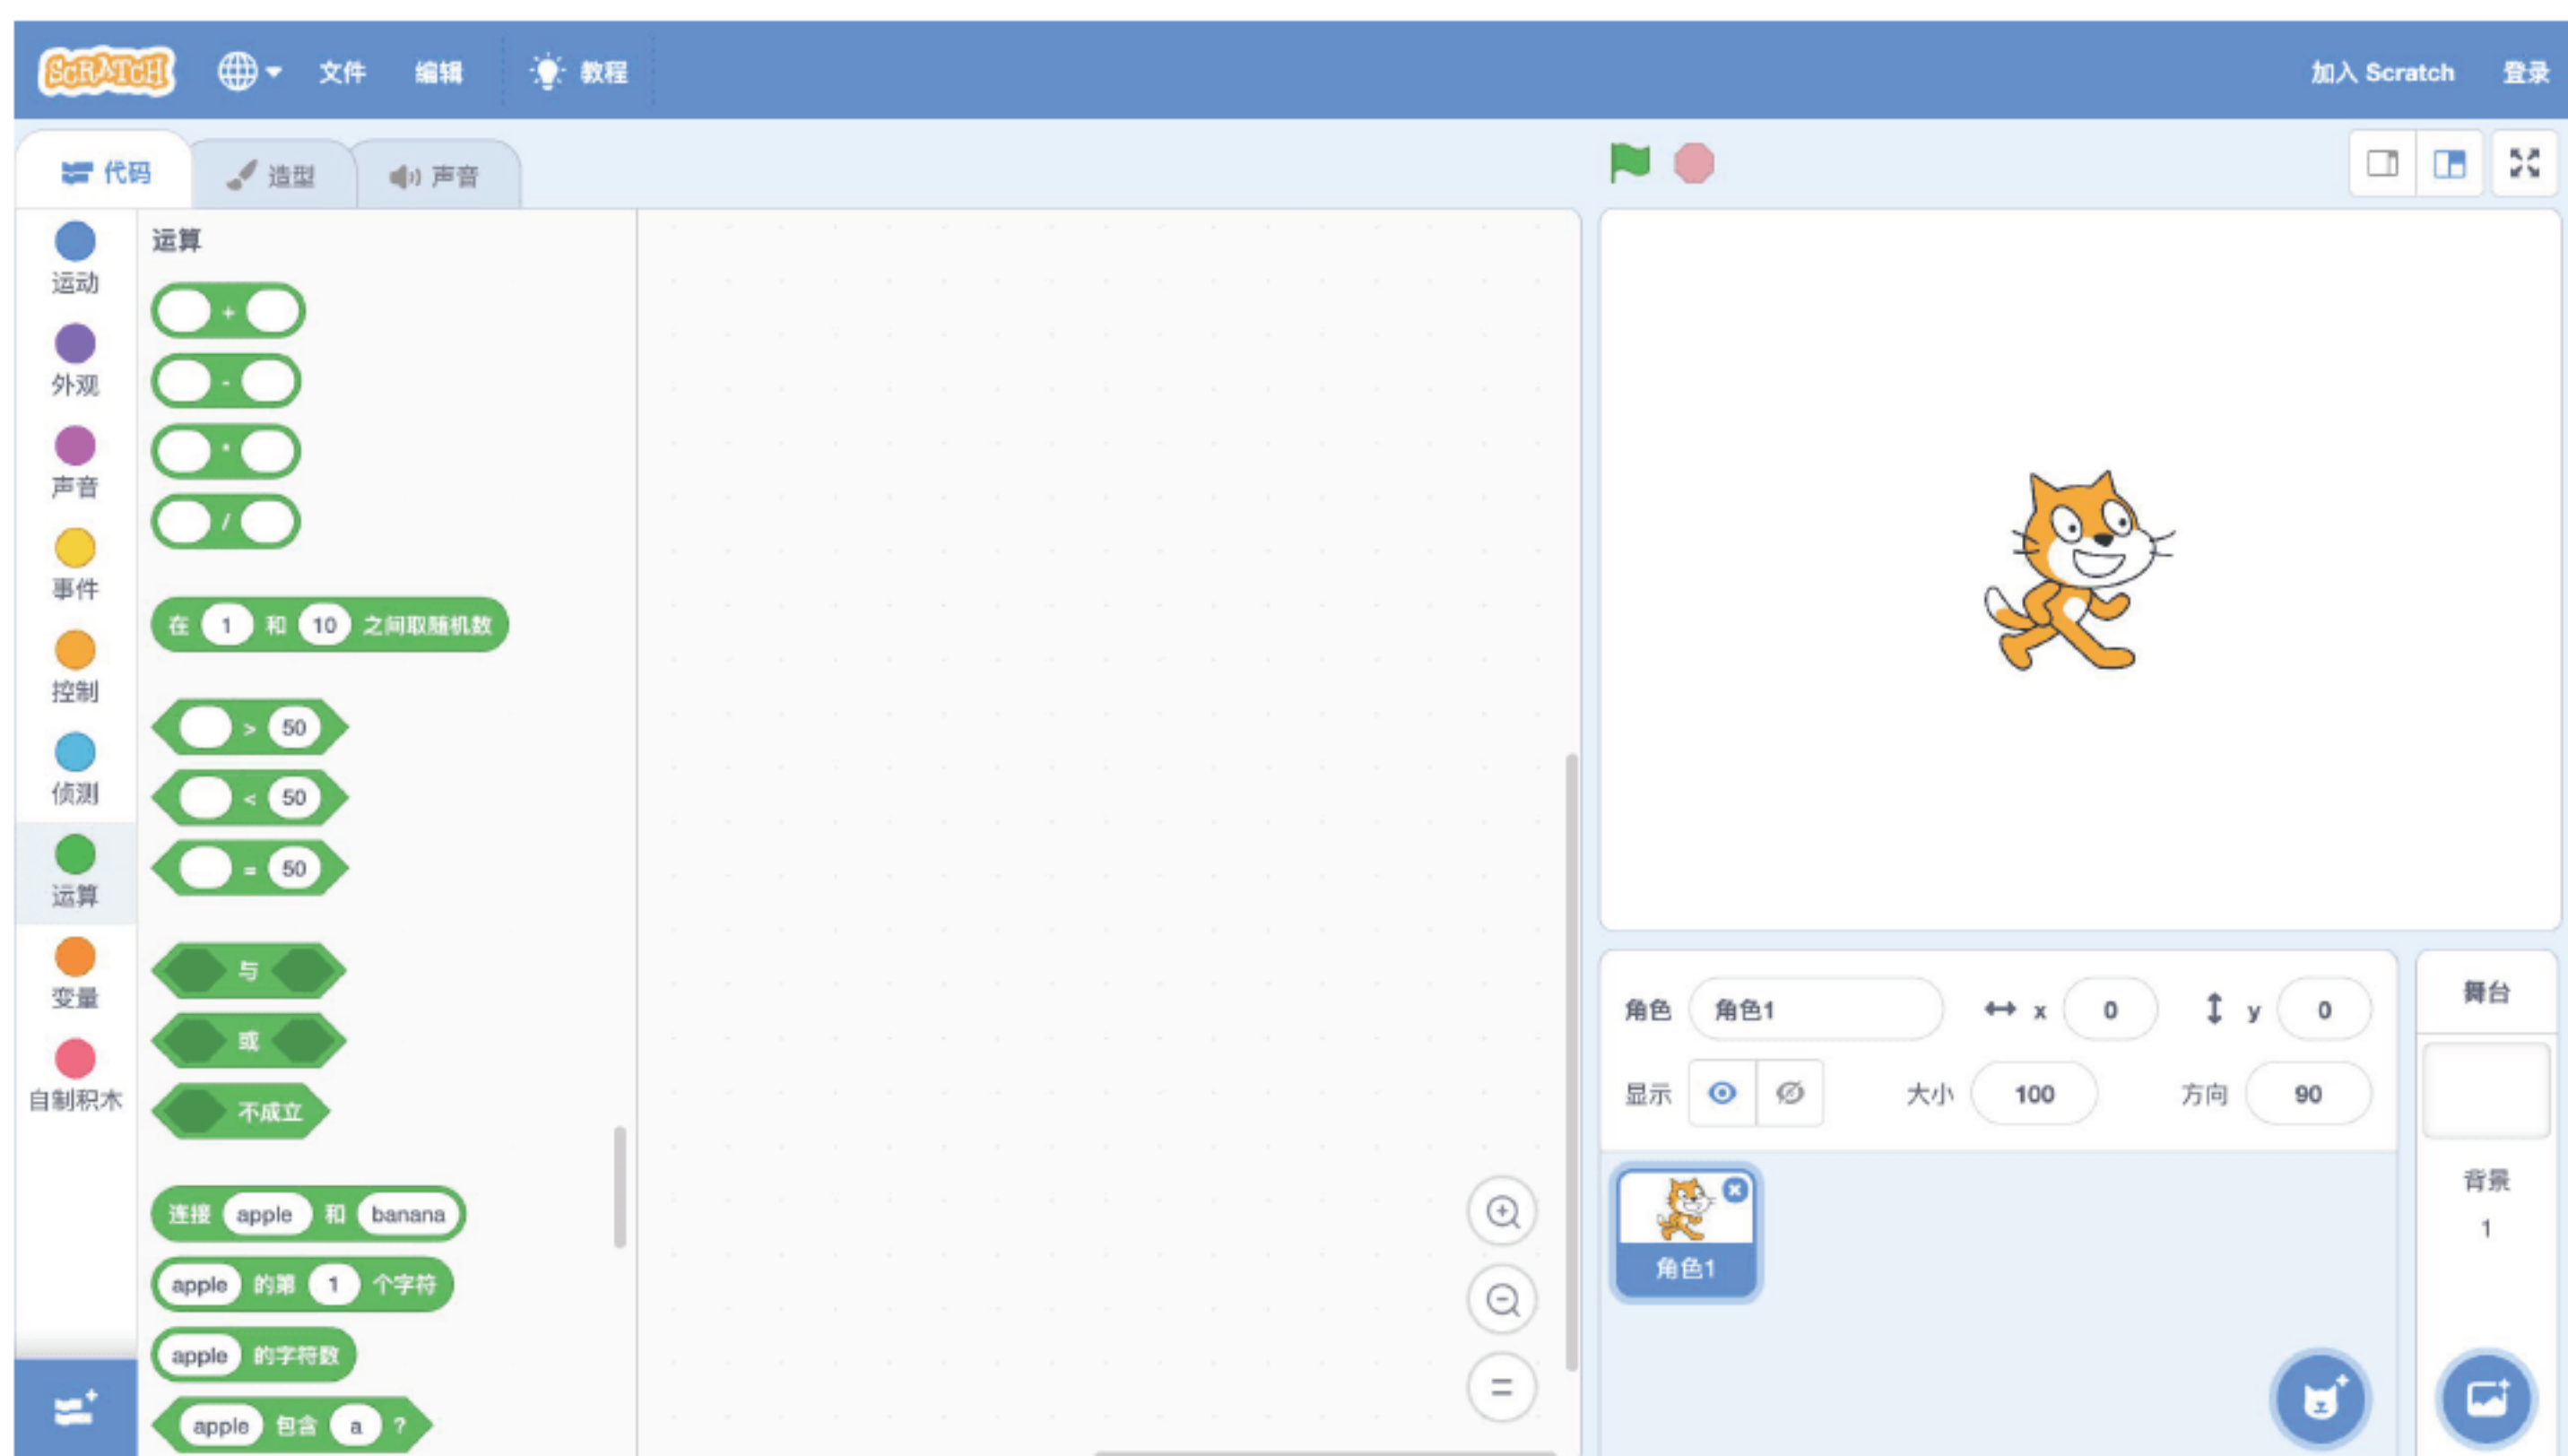 SCRATCH 文件 编辑 教程 加入 Scratch 登录
代码 造型 声音
运动
外观
声音
事件
控制
侦测
运算
变量
自制积木
运算
+
-
*
/
在 1 和 10 之间取随机数
> 50
< 50
= 50
与
或
不成立
连接 apple 和 banana
apple 的第 1 个字符
apple 的字符数
apple 包含 a ?
角色 角色1 x 0 y 0
显示 大小 100 方向 90
角色1
舞台
背景
1